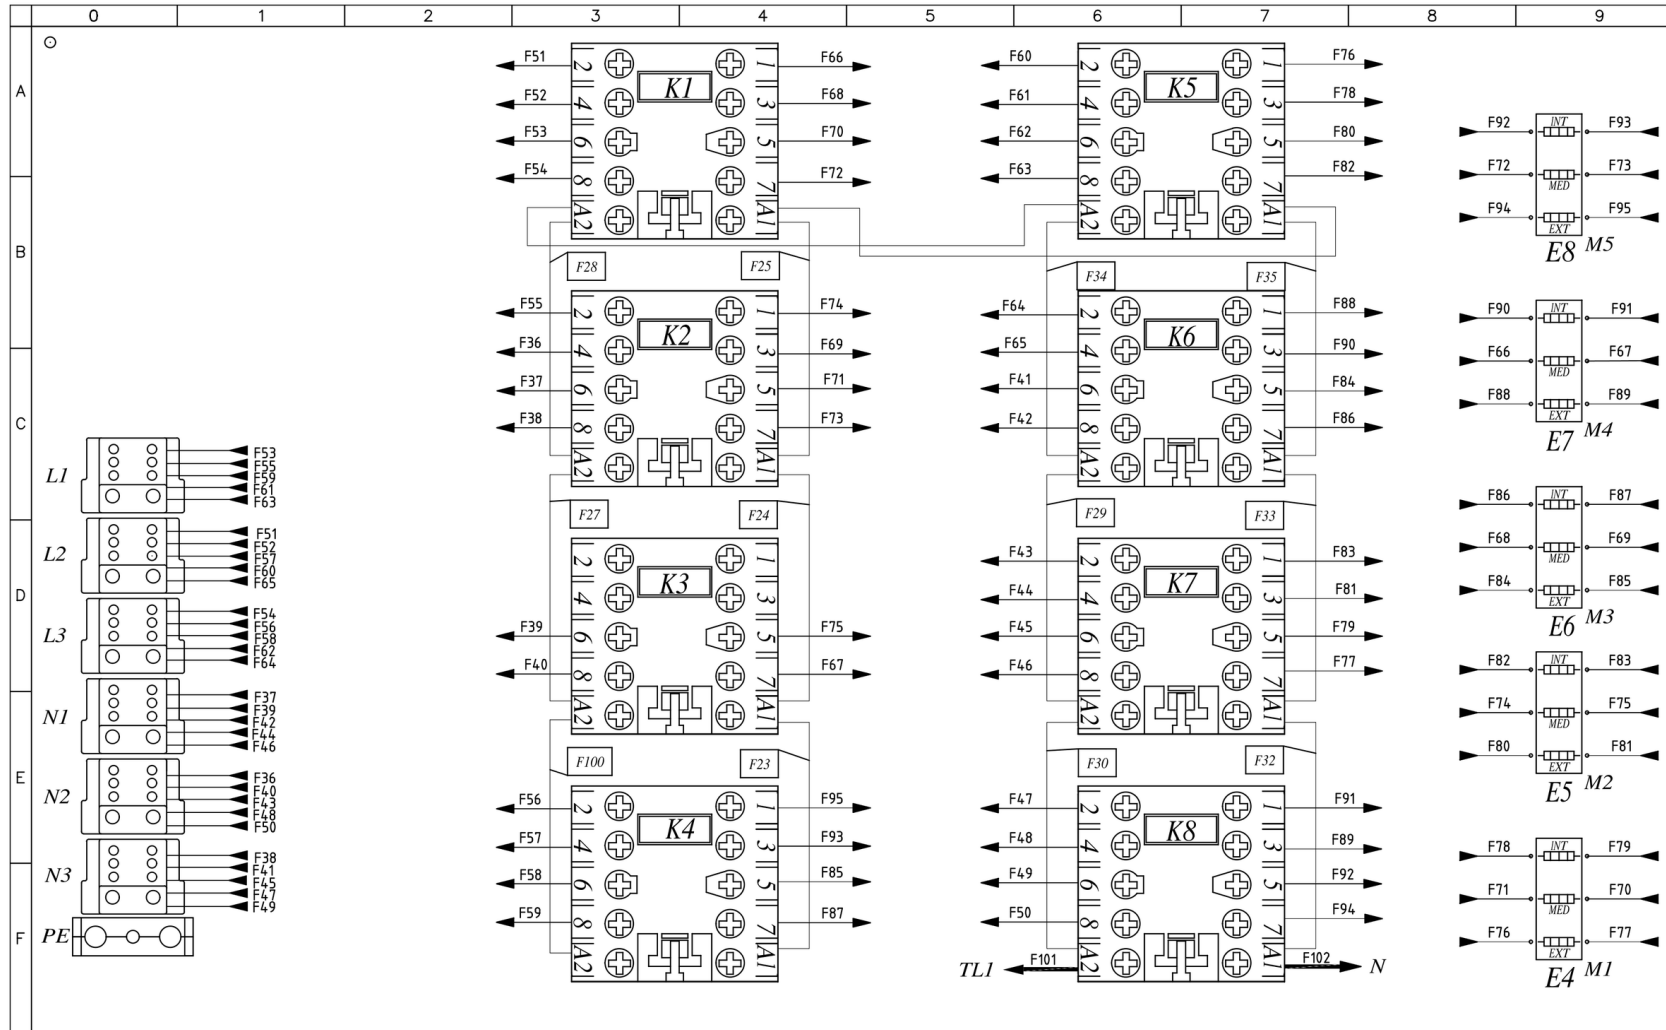 0 1 2 3 4 5 6 7 8 9
A
B
C
D
E
F
L1
F53
F55
F59
F61
F63
L2
F51
F52
F57
F60
F65
L3
F54
F56
F58
F62
F64
N1
F37
F39
F42
F44
F46
N2
F36
F40
F43
F48
F50
N3
F38
F41
F45
F47
F49
PE
K1
F51 2 1 F66
F52 4 3 F68
F53 6 5 F70
F54 8 7 F72
A2 A1
F28 F25
K2
F55 2 1 F74
F36 4 3 F69
F37 6 5 F71
F38 8 7 F73
A2 A1
F27 F24
K3
2 1
4 3
F39 6 5 F75
F40 8 7 F67
A2 A1
F100 F23
K4
F56 2 1 F95
F57 4 3 F93
F58 6 5 F85
F59 8 7 F87
A2 A1
K5
F60 2 1 F76
F61 4 3 F78
F62 6 5 F80
F63 8 7 F82
A2 A1
F34 F35
K6
F64 2 1 F88
F65 4 3 F90
F41 6 5 F84
F42 8 7 F86
A2 A1
F29 F33
K7
F43 2 1 F83
F44 4 3 F81
F45 6 5 F79
F46 8 7 F77
A2 A1
F30 F32
K8
F47 2 1 F91
F48 4 3 F89
F49 6 5 F92
F50 8 7 F94
TL1 F101 A2 A1 F102 N
F92 INT F93
F72 MED F73
F94 EXT F95
E8 M5
F90 INT F91
F66 MED F67
F88 EXT F89
E7 M4
F86 INT F87
F68 MED F69
F84 EXT F85
E6 M3
F82 INT F83
F74 MED F75
F80 EXT F81
E5 M2
F78 INT F79
F71 MED F70
F76 EXT F77
E4 M1